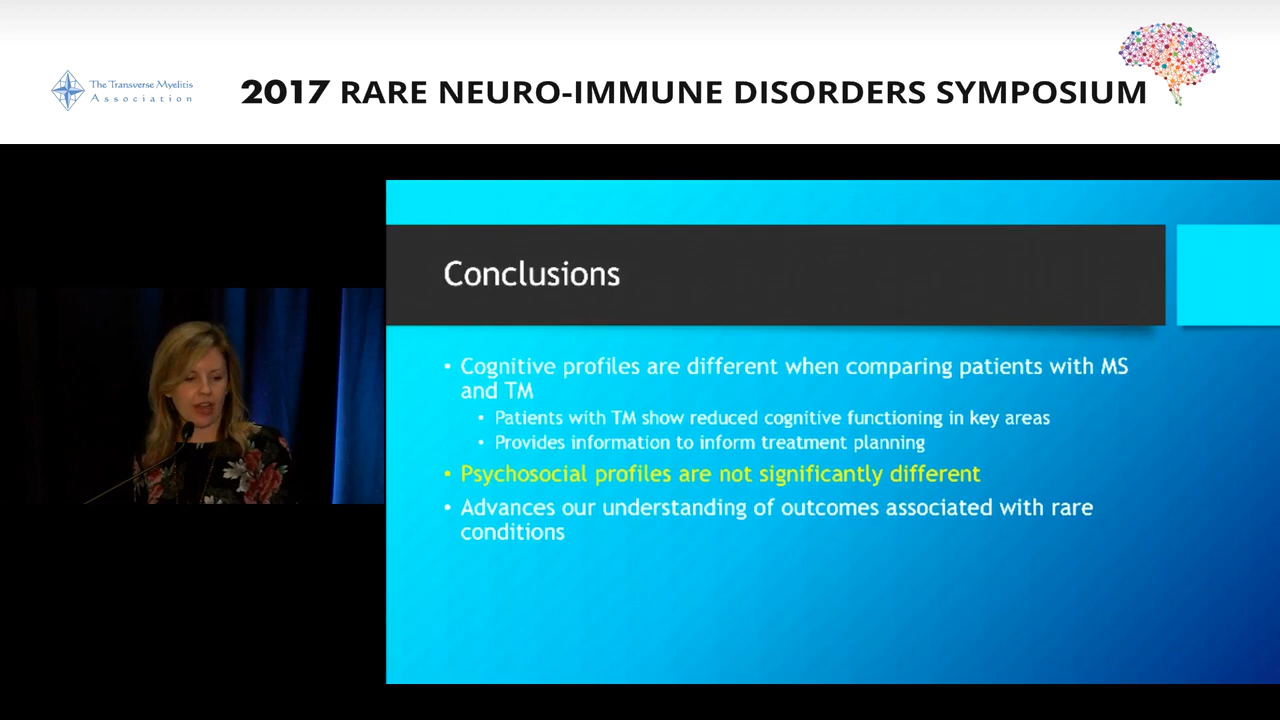 The Transverse Myelitis
Association
2017 RARE NEURO-IMMUNE DISORDERS SYMPOSIUM
Conclusions
• Cognitive profiles are different when comparing patients with MS
and TM
• Patients with TM show reduced cognitive functioning in key areas
• Provides information to inform treatment planning
• Psychosocial profiles are not significantly different
• Advances our understanding of outcomes associated with rare
conditions